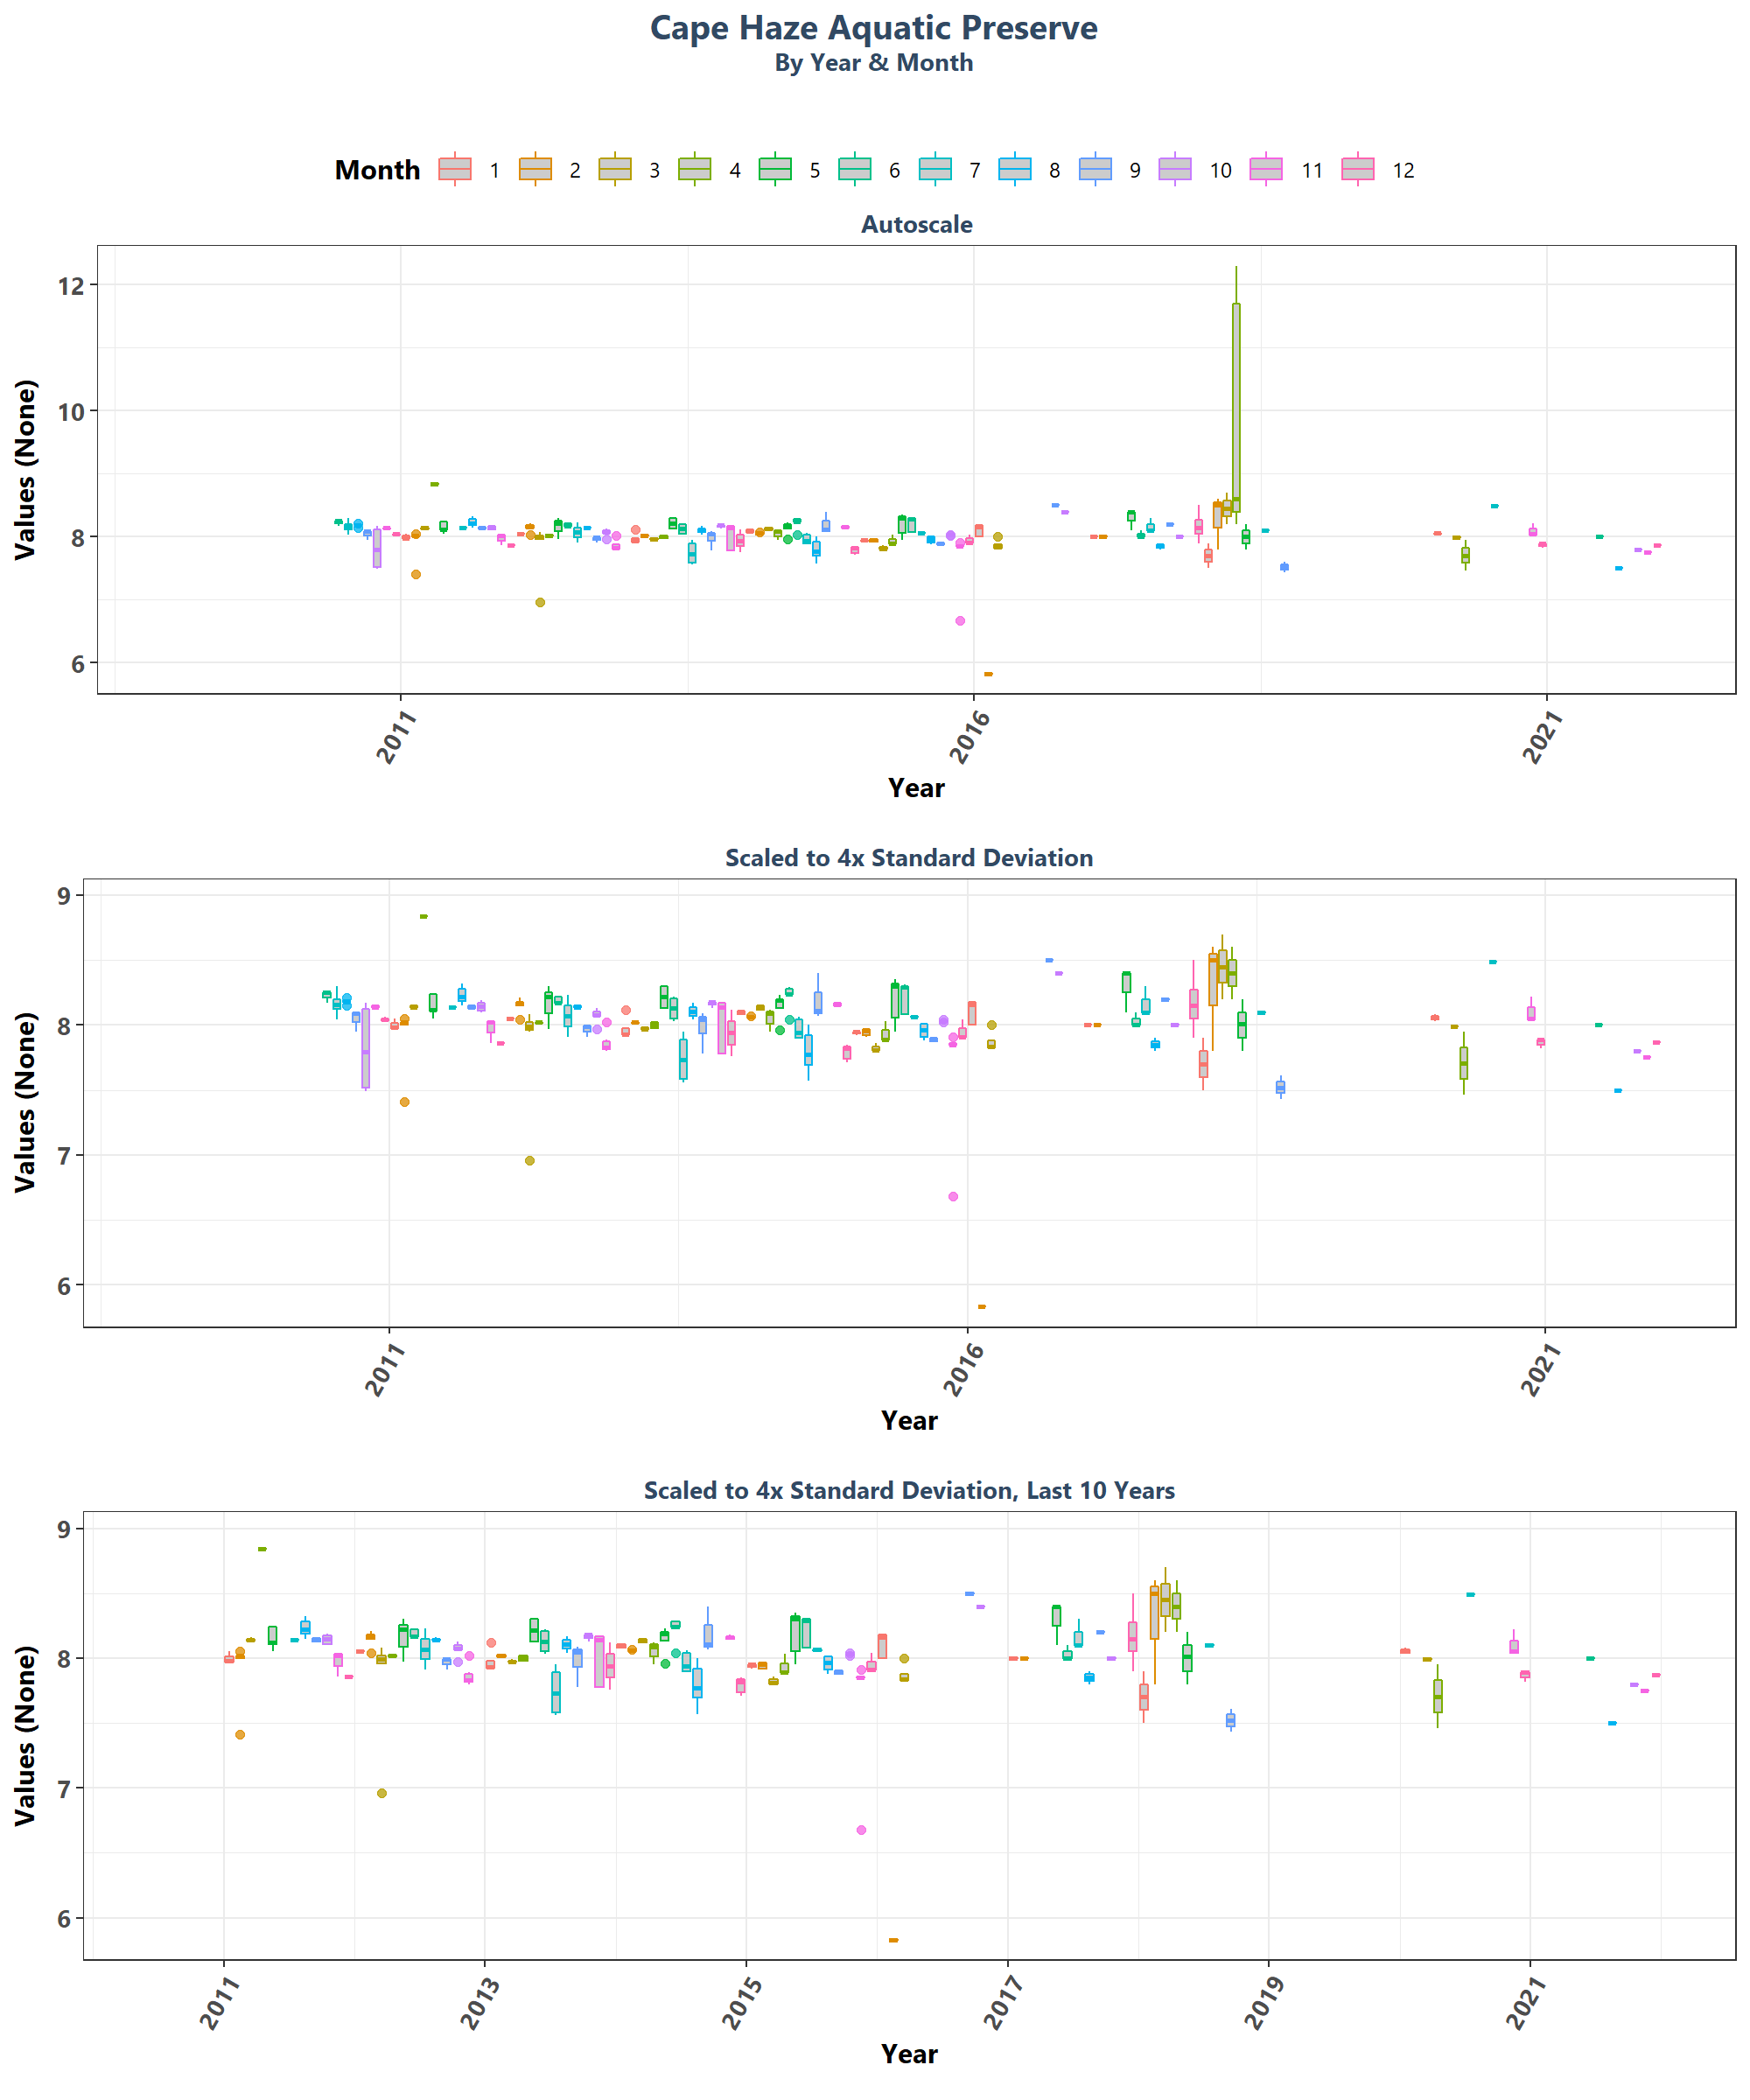 Cape Haze Aquatic Preserve
By Year & Month
Month 1 2 3 4 5 6 7 8 9 10 11 12
Autoscale
Values (None)
12
10
8
6
2011 2016 2021
Year
Scaled to 4x Standard Deviation
Values (None)
9
8
7
6
2011 2016 2021
Year
Scaled to 4x Standard Deviation, Last 10 Years
Values (None)
9
8
7
6
2011 2013 2015 2017 2019 2021
Year